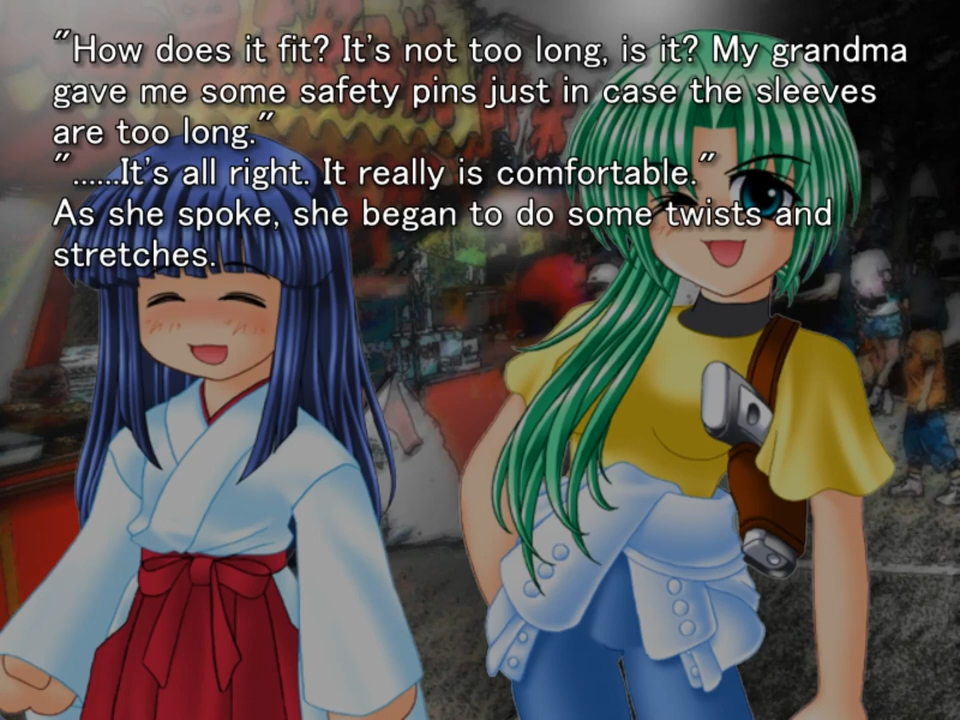 "How does it fit? It's not too long, is it? My grandma
gave me some safety pins just in case the sleeves
are too long."
"......It's all right. It really is comfortable."
As she spoke, she began to do some twists and
stretches.